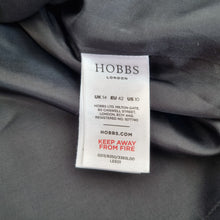 HOBBS
LONDON
UK 14 EU 42 US 10
HOBBS LTD, MILTON GATE,
60 CHISWELL STREET,
LONDON, EC1Y 4AG
REGISTERED NO.
HOBBS.COM
KEEP AWAY
FROM FIRE